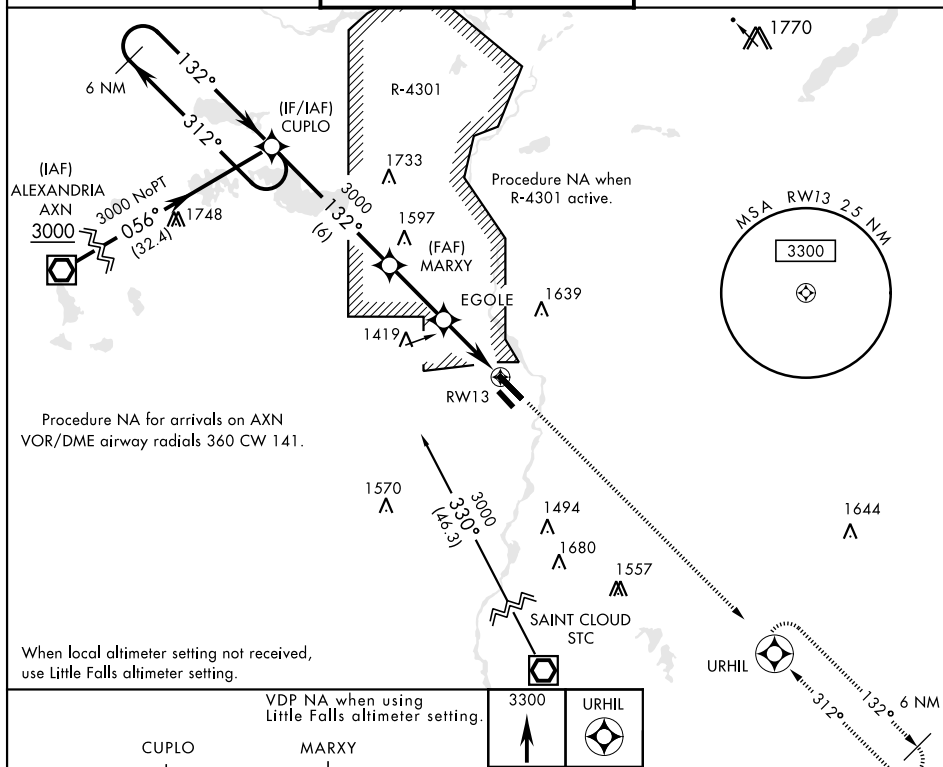 1770
6 NM
132°
312°
(IF/IAF)
CUPLO
R-4301
(IAF)
ALEXANDRIA
AXN
3000
3000 NoPT
056°
(32.4)
1748
1733
3000
132°
(6)
1597
Procedure NA when
R-4301 active.
(FAF)
MARXY
EGOLE
1639
1419
RW13
MSA RW13 25 NM
3300
Procedure NA for arrivals on AXN
VOR/DME airway radials 360 CW 141.
1570
3000
330°
(46.3)
1494
1680
1557
1644
SAINT CLOUD
STC
URHIL
132°
312°
6 NM
When local altimeter setting not received,
use Little Falls altimeter setting.
VDP NA when using
Little Falls altimeter setting.
3300
URHIL
CUPLO
MARXY